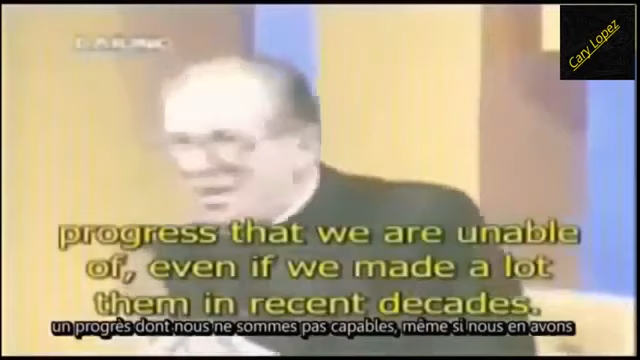 Cary Lopez
progress that we are unable
of, even if we made a lot
them in recent decades.
un progrès dont nous ne sommes pas capables, même si nous en avons